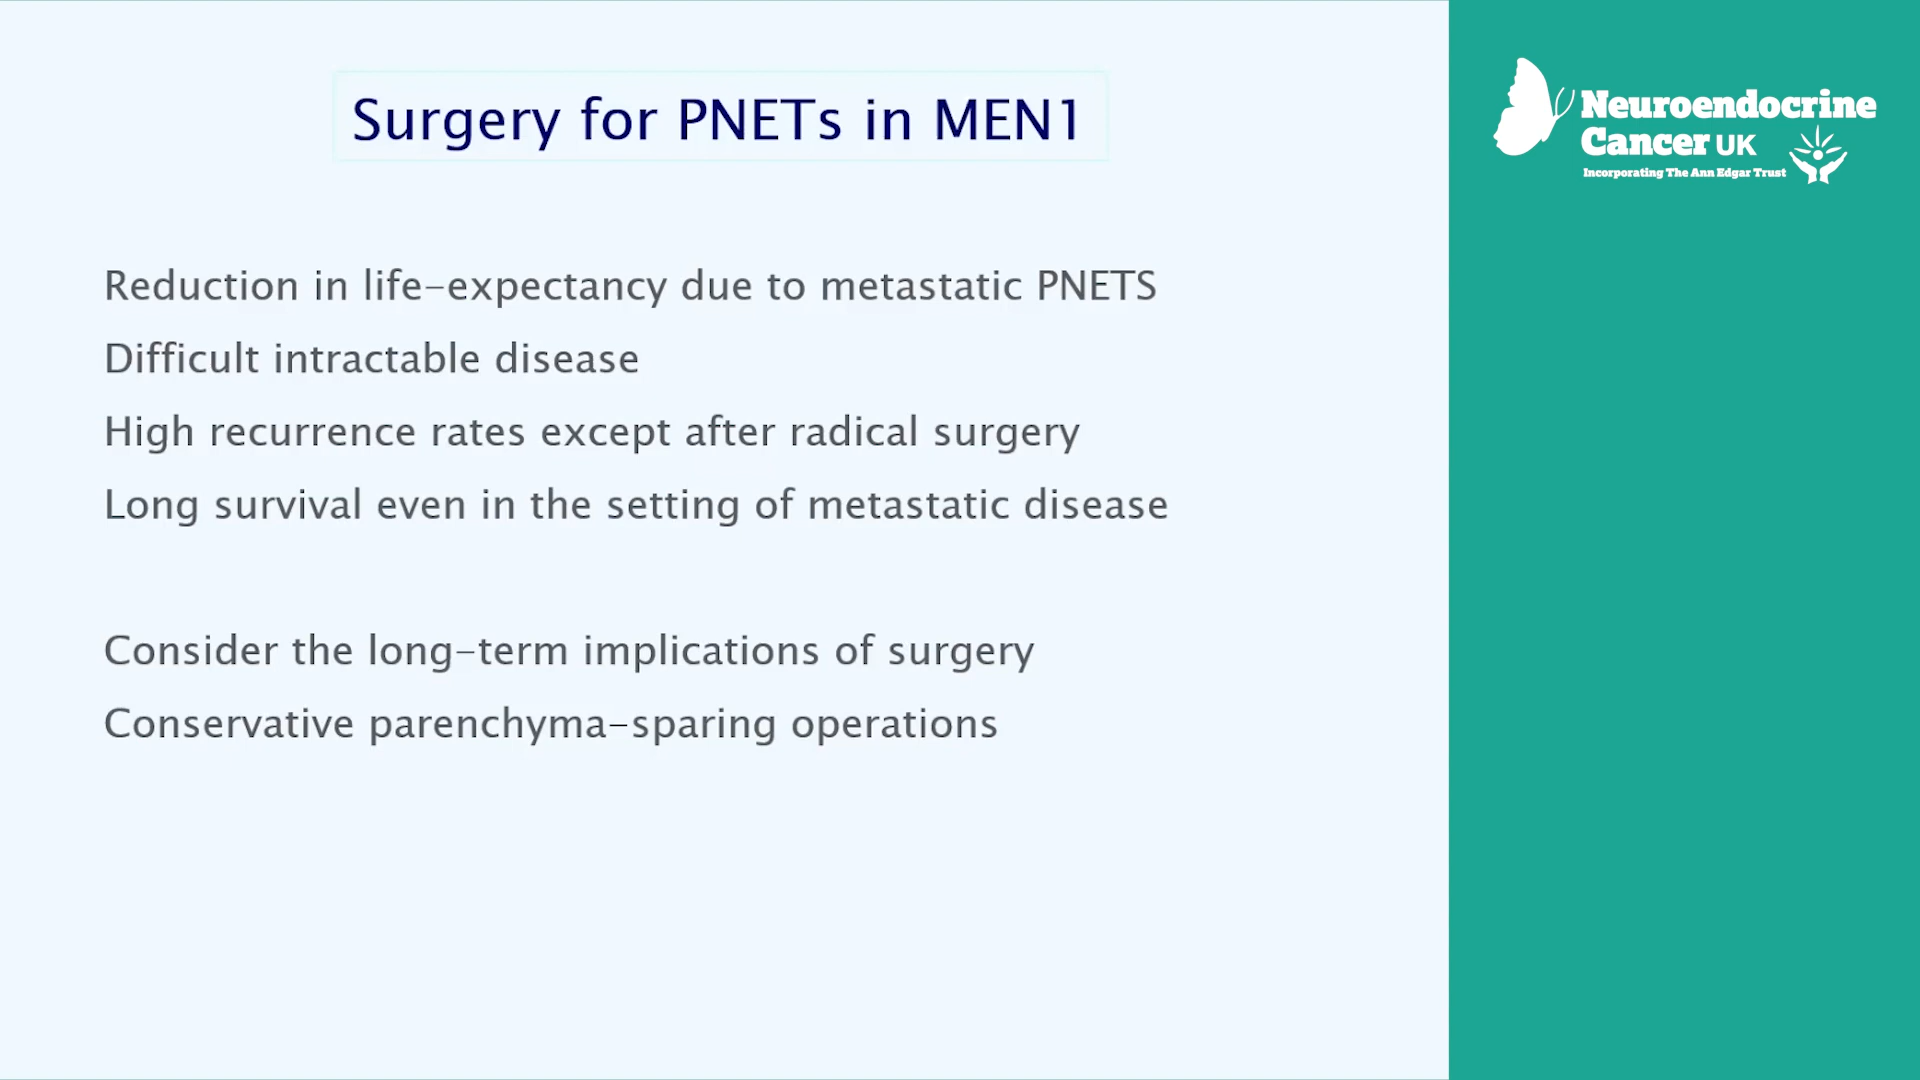 Surgery for PNETs in MEN1
Reduction in life-expectancy due to metastatic PNETS
Difficult intractable disease
High recurrence rates except after radical surgery
Long survival even in the setting of metastatic disease
Consider the long-term implications of surgery
Conservative parenchyma-sparing operations
Neuroendocrine
Cancer UK
Incorporating The Ann Edgar Trust